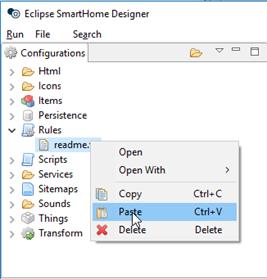 Eclipse SmartHome Designer
Run File Search
Configurations
Html
Icons
Items
Persistence
Rules
readme.
Open
Scripts
Open With
Services
Sitemaps
Copy Ctrl+C
Sounds
Paste Ctrl+V
Things
Delete Delete
Transform